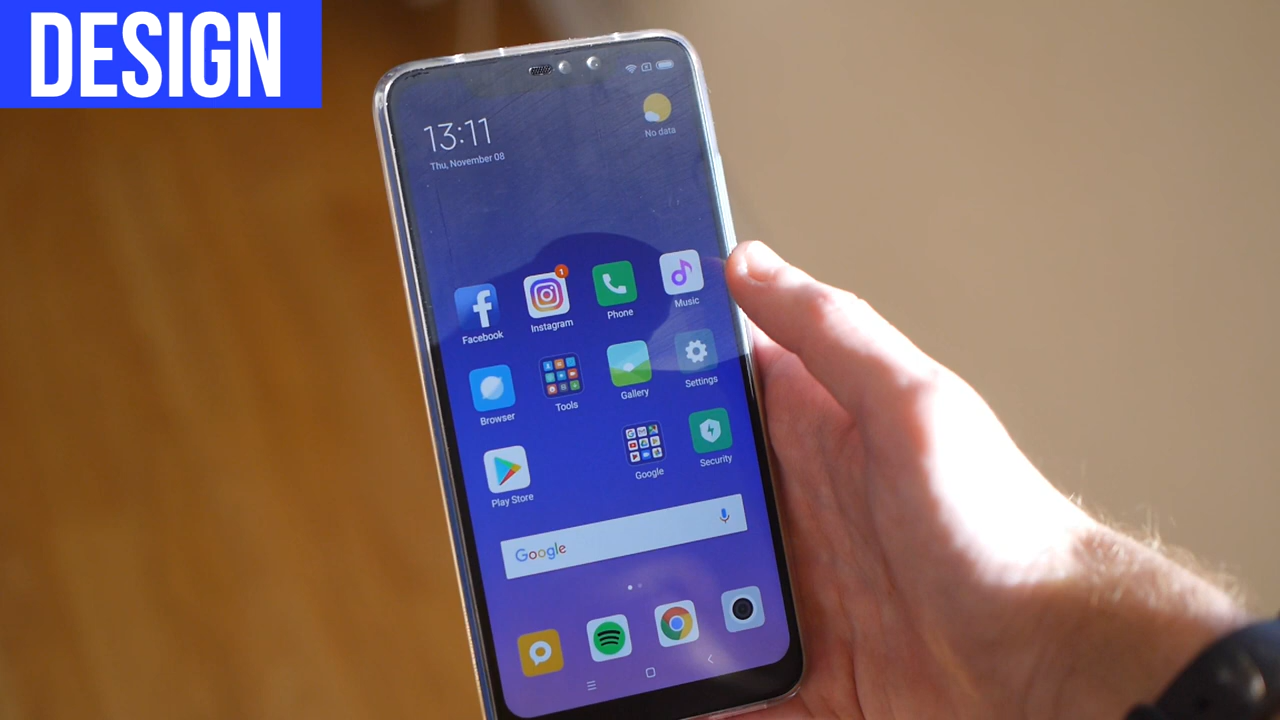 DESIGN
13:11
Thu, November 08
No data
1
Facebook
Instagram
Phone
Music
Browser
Tools
Gallery
Settings
Play Store
Google
Security
Google